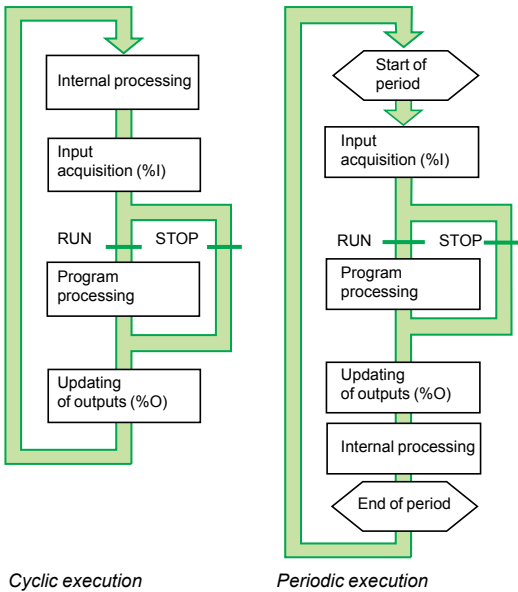 Internal processing
Input
acquisition (%I)
RUN
STOP
Program
processing
Updating
of outputs (%O)
Cyclic execution
Start of
period
Input
acquisition (%I)
RUN
STOP
Program
processing
Updating
of outputs (%O)
Internal processing
End of period
Periodic execution